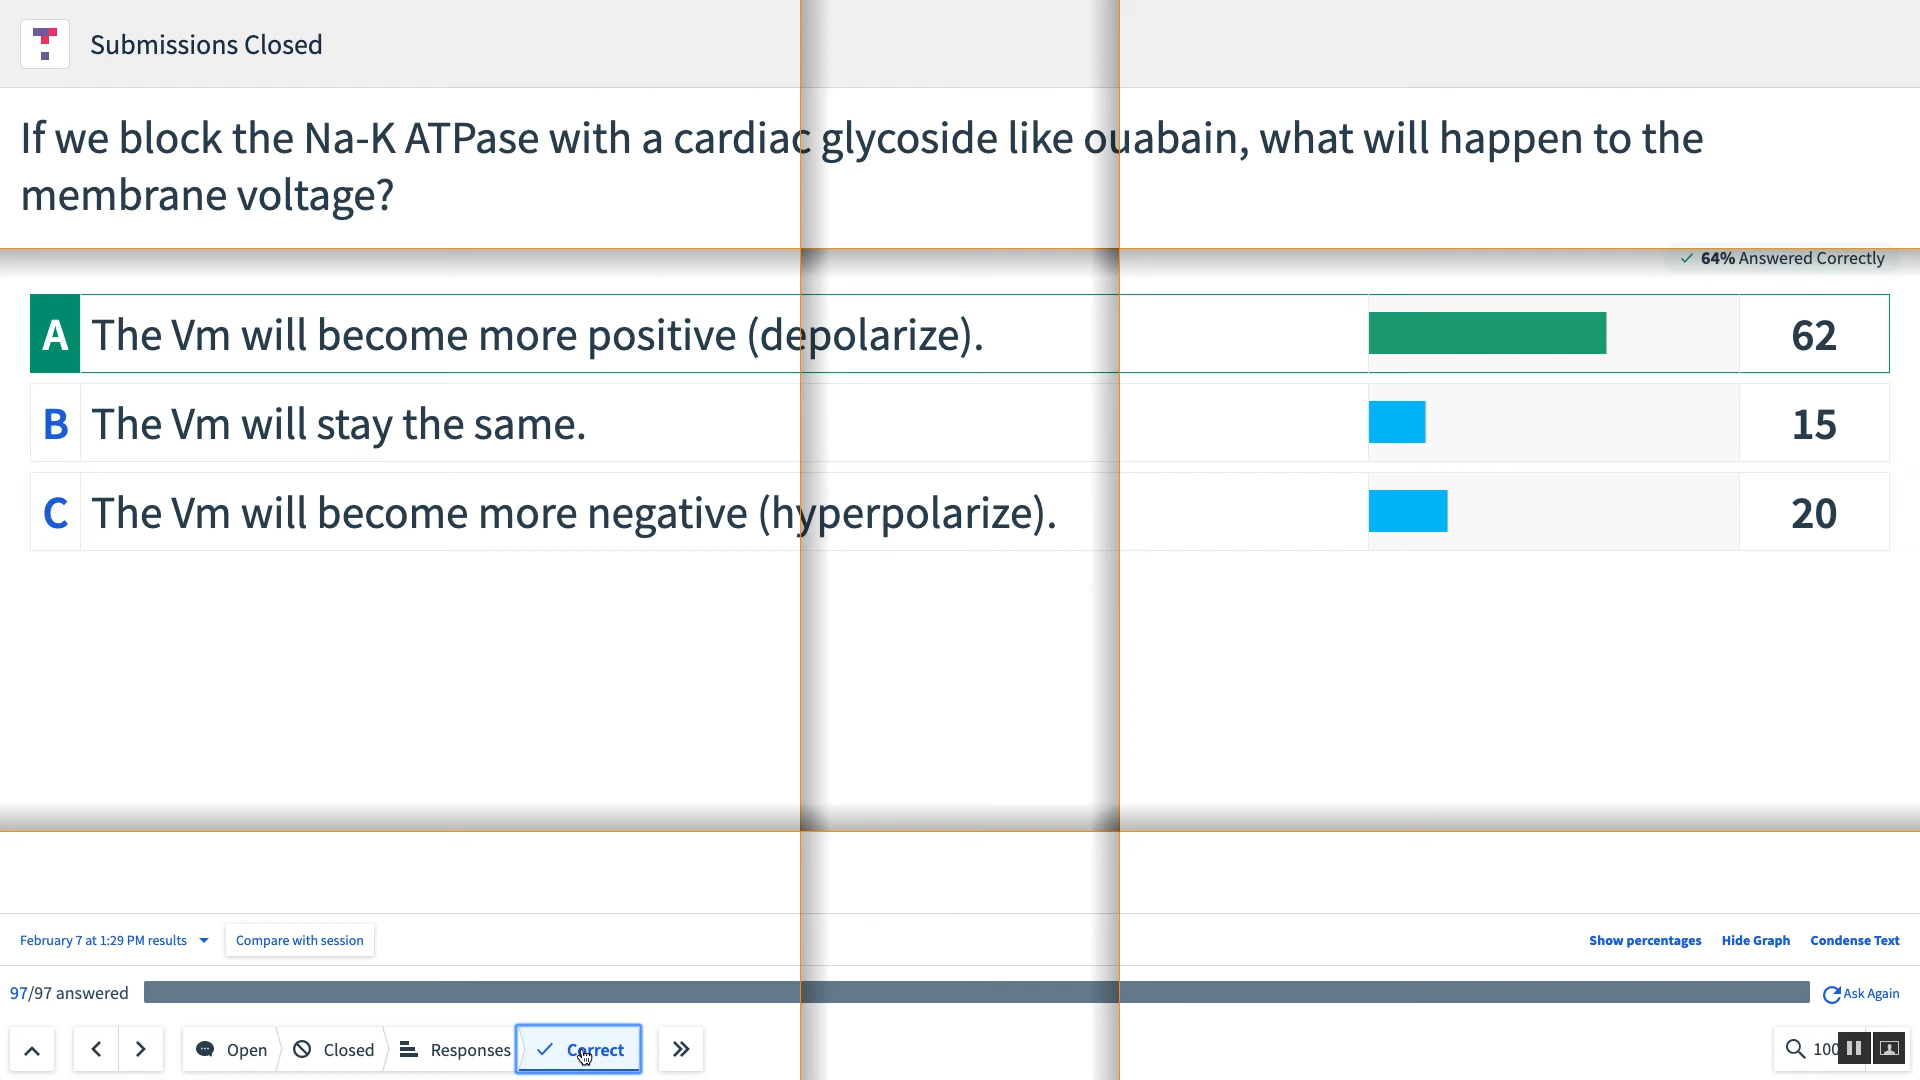 Submissions Closed
If we block the Na-K ATPase with a cardiac glycoside like ouabain, what will happen to the
membrane voltage?
64% Answered Correctly
A The Vm will become more positive (depolarize). 62
B The Vm will stay the same. 15
C The Vm will become more negative (hyperpolarize). 20
February 7 at 1:29 PM results Compare with session Show percentages Hide Graph Condense Text
97/97 answered Ask Again
Open Closed Responses Correct 100